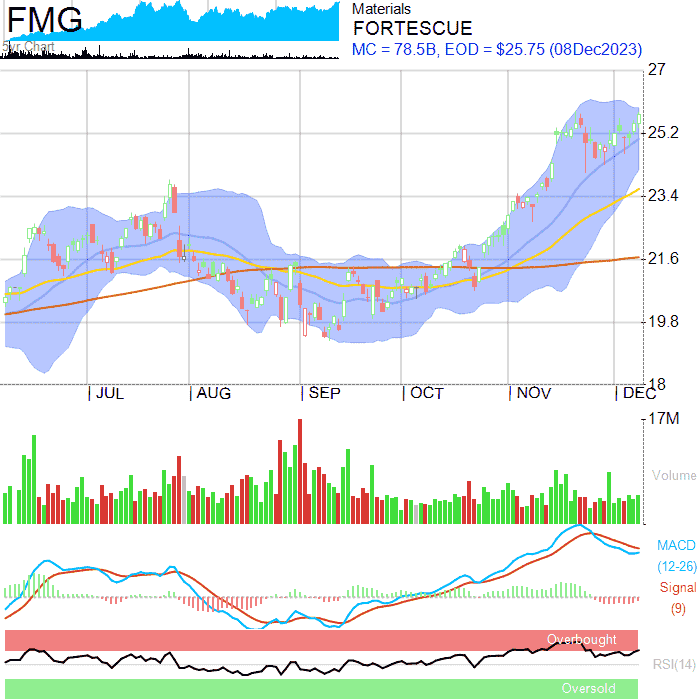 FMG
5yr Chart
Materials
FORTESCUE
MC = 78.5B, EOD = $25.75 (08Dec2023)
27
25.2
23.4
21.6
19.8
18
JUL AUG SEP OCT NOV DEC
17M
Volume
MACD
(12-26)
Signal
(9)
Overbought
RSI(14)
Oversold